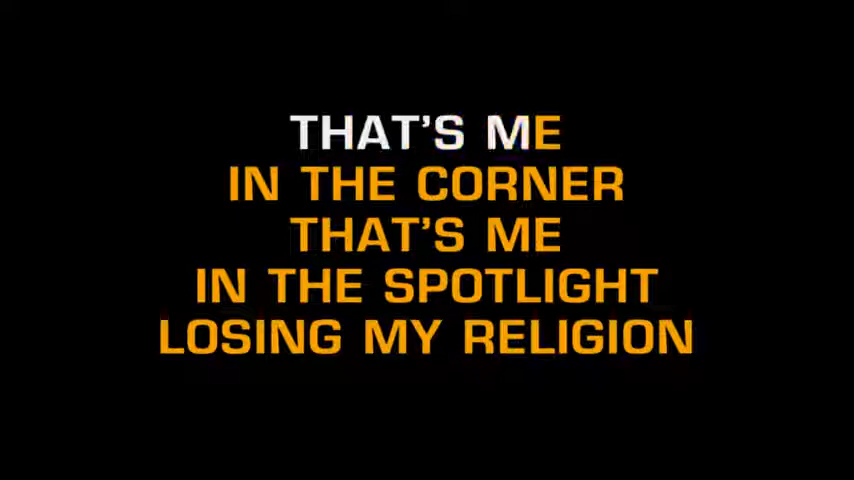 THAT'S ME
IN THE CORNER
THAT'S ME
IN THE SPOTLIGHT
LOSING MY RELIGION